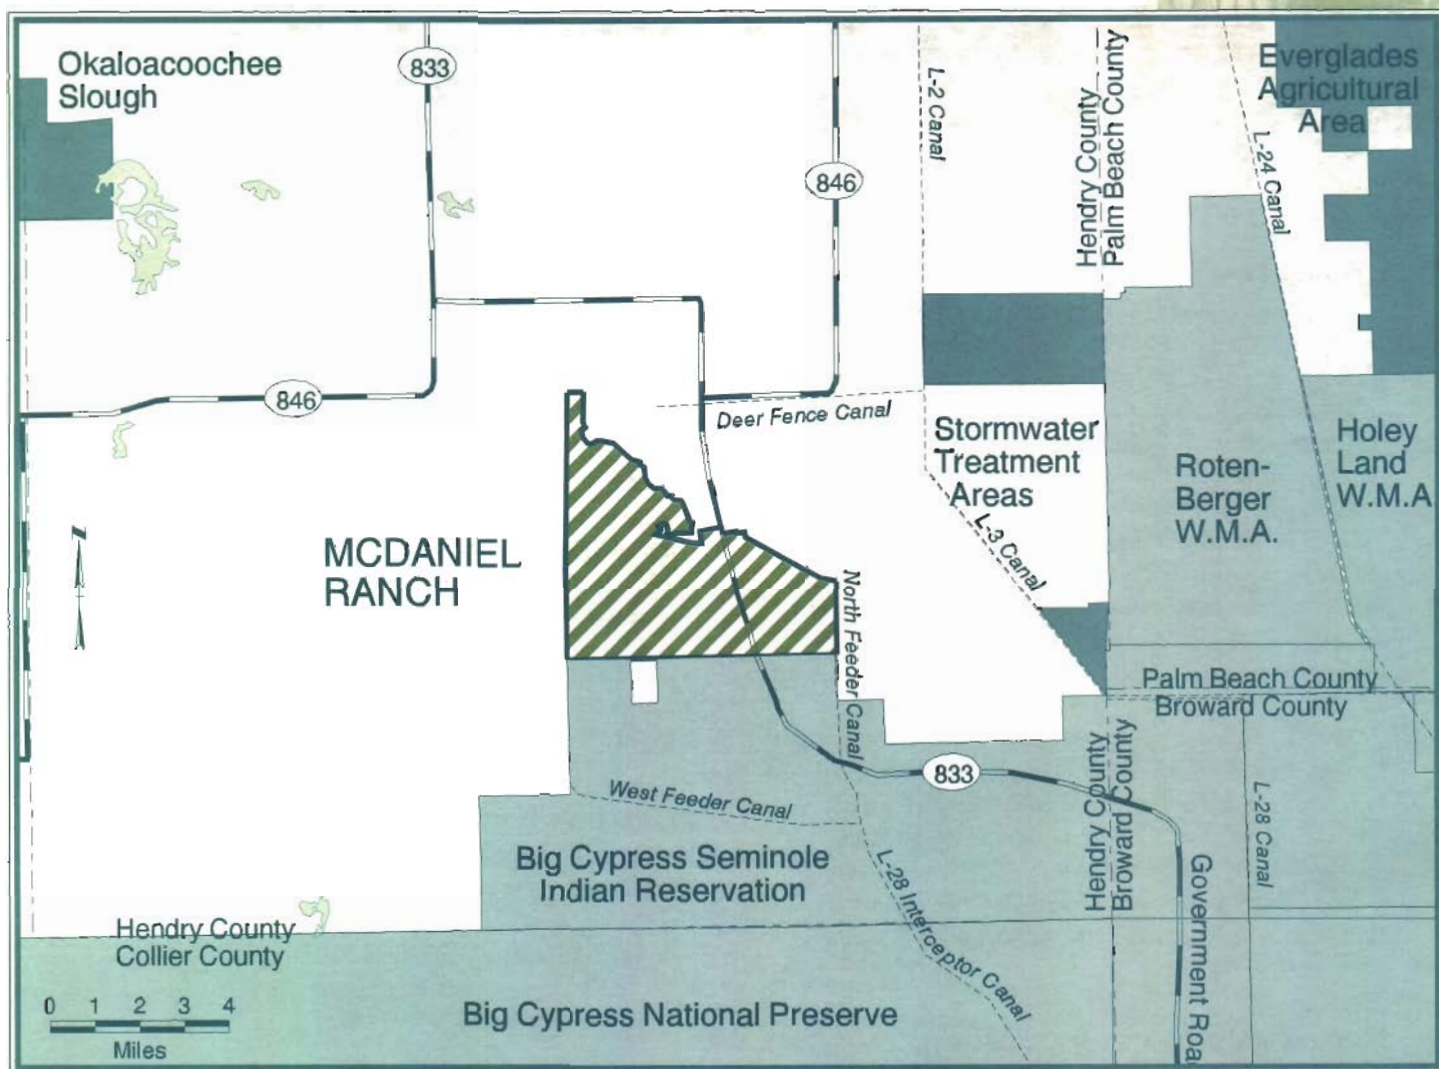 Okaloacoochee
Slough
833
846
L-2 Canal
Hendry County
Palm Beach County
Everglades
Agricultural
Area
L-24 Canal
846
Deer Fence Canal
Stormwater
Treatment
Areas
Roten-
Berger
W.M.A.
Holey
Land
W.M.A.
L-3 Canal
MCDANIEL
RANCH
North Feeder Canal
Palm Beach County
Broward County
833
West Feeder Canal
Hendry County
Broward County
L-28 Canal
Big Cypress Seminole
Indian Reservation
L-28 Interceptor Canal
Government Roa
Hendry County
Collier County
0 1 2 3 4
Miles
Big Cypress National Preserve